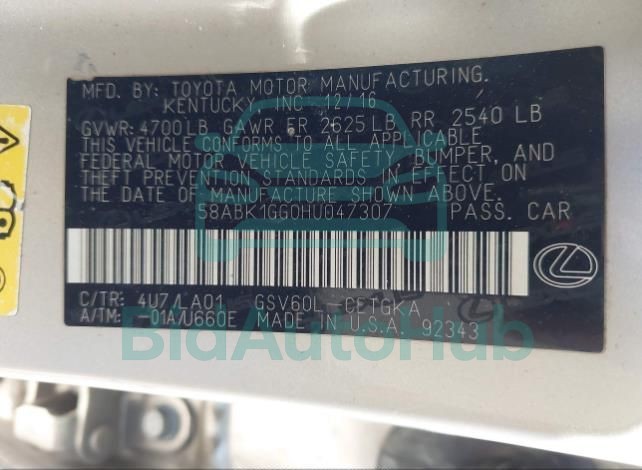 MFD. BY: TOYOTA MOTOR MANUFACTURING.
KENTUCKY, INC 12/16
GVWR: 4700LB GAWR FR 2625 LB RR 2540 LB
THIS VEHICLE CONFORMS TO ALL APPLICABLE
FEDERAL MOTOR VEHICLE SAFETY, BUMPER, AND
THEFT PREVENTION STANDARDS IN EFFECT ON
THE DATE OF MANUFACTURE SHOWN ABOVE.
58ABK1GG0HU047307 PASS. CAR
C/TR: 4U7/LA01 GSV60L-CETGKA
A/TM: -01A/U660E MADE IN U.S.A. 92343
BidAutoHub